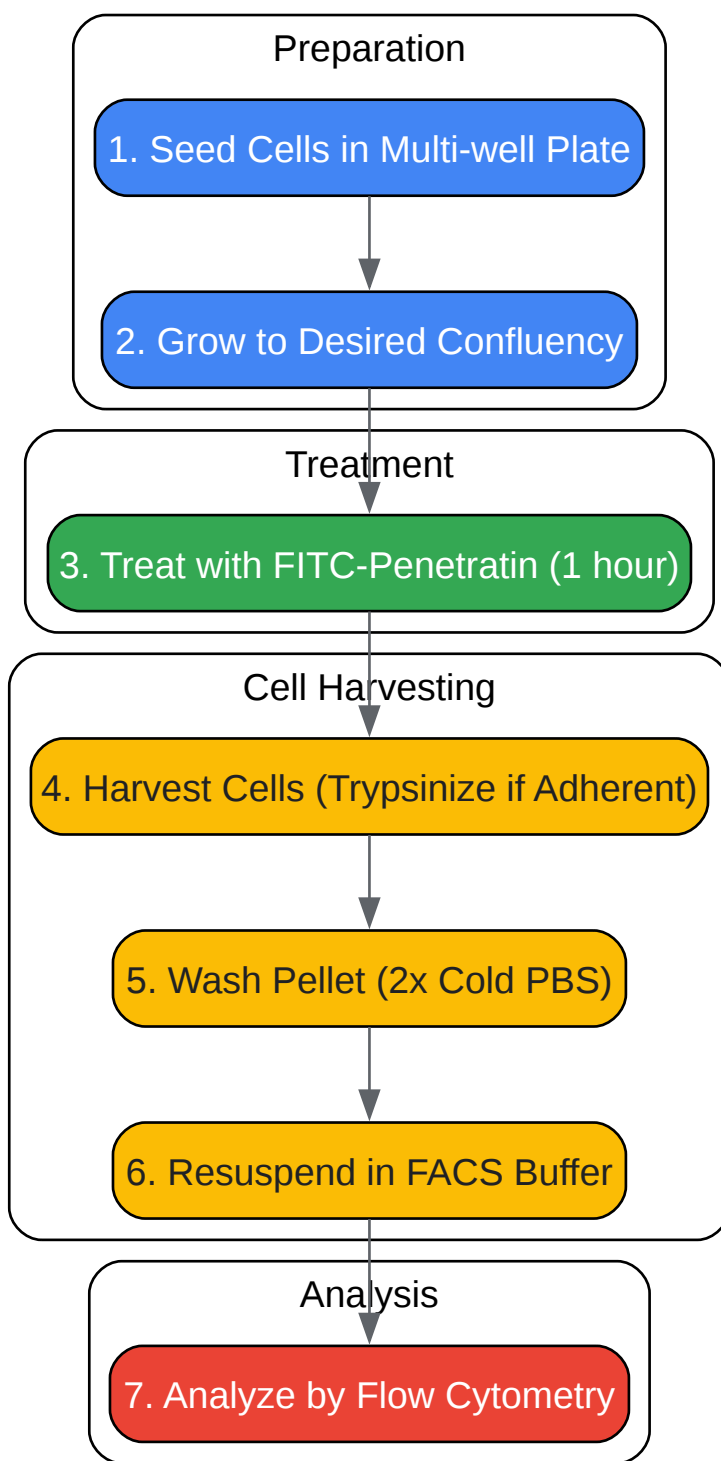 Preparation
1. Seed Cells in Multi-well Plate
2. Grow to Desired Confluency
Treatment
3. Treat with FITC-Penetratin (1 hour)
Cell Harvesting
4. Harvest Cells (Trypsinize if Adherent)
5. Wash Pellet (2x Cold PBS)
6. Resuspend in FACS Buffer
Analysis
7. Analyze by Flow Cytometry